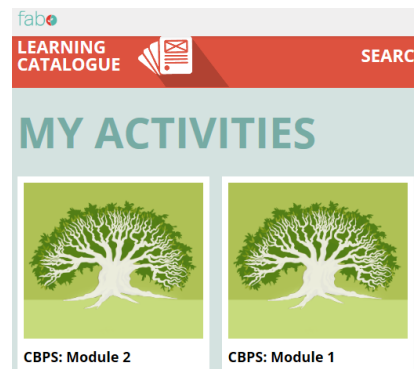 fabo
LEARNING
CATALOGUE
SEARC
MY ACTIVITIES
CBPS: Module 2
CBPS: Module 1